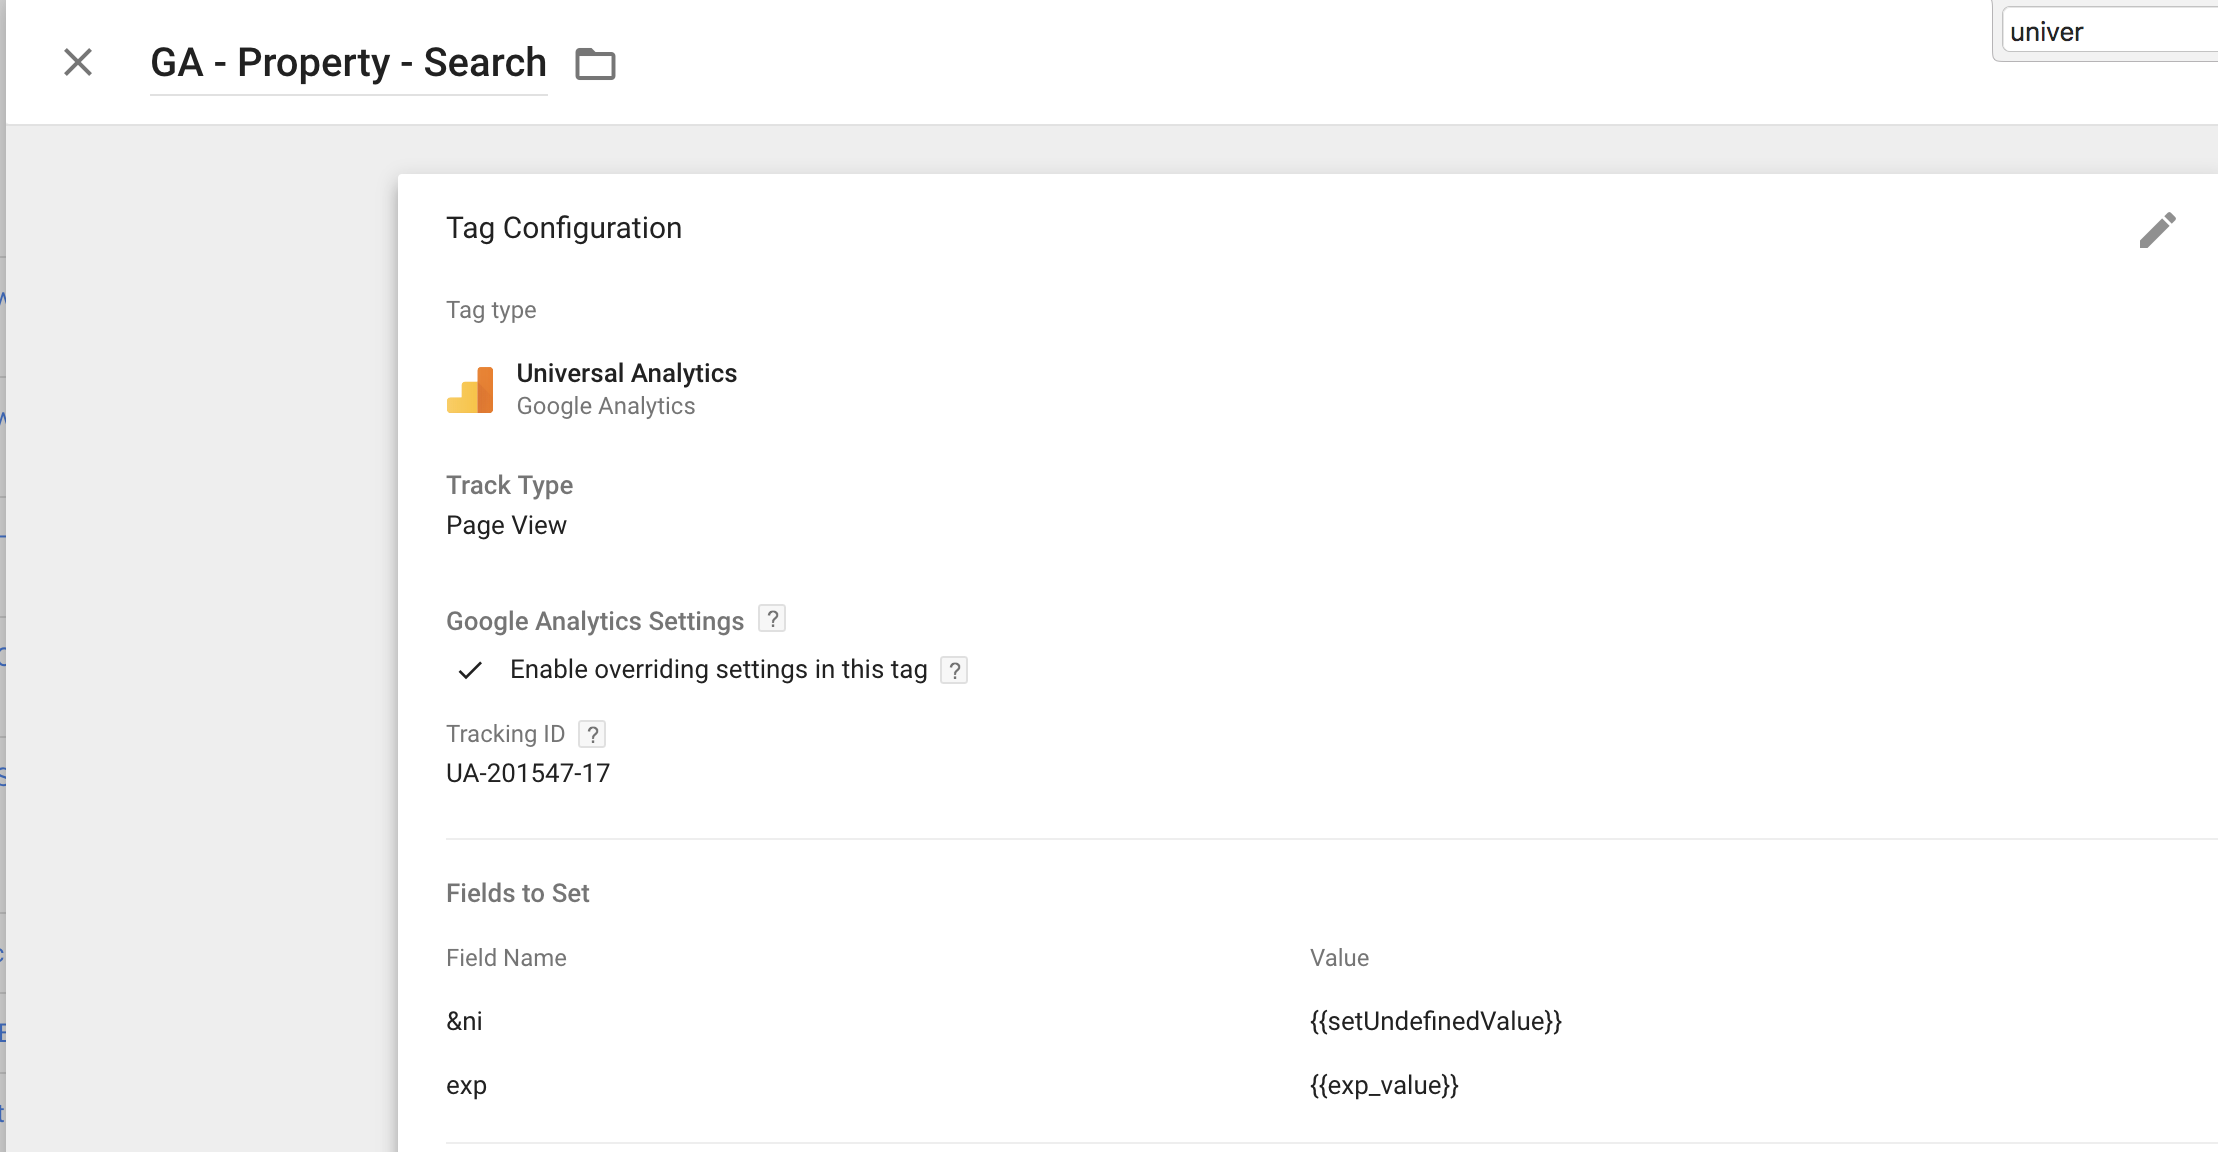 GA - Property - Search
univer
Tag Configuration
Tag type
Universal Analytics
Google Analytics
Track Type
Page View
Google Analytics Settings ?
Enable overriding settings in this tag ?
Tracking ID ?
UA-201547-17
Fields to Set
Field Name Value
&ni {{setUndefinedValue}}
exp {{exp_value}}